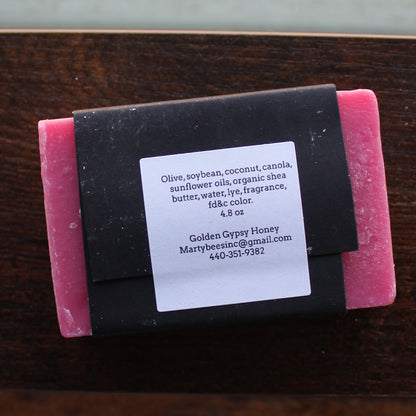 Olive, soybean, coconut, canola,
sunflower oils, organic shea
butter, water, lye, fragrance,
fd&c color.
4.8 oz
Golden Gypsy Honey
Martybeesinc@gmail.com
440-351-9382